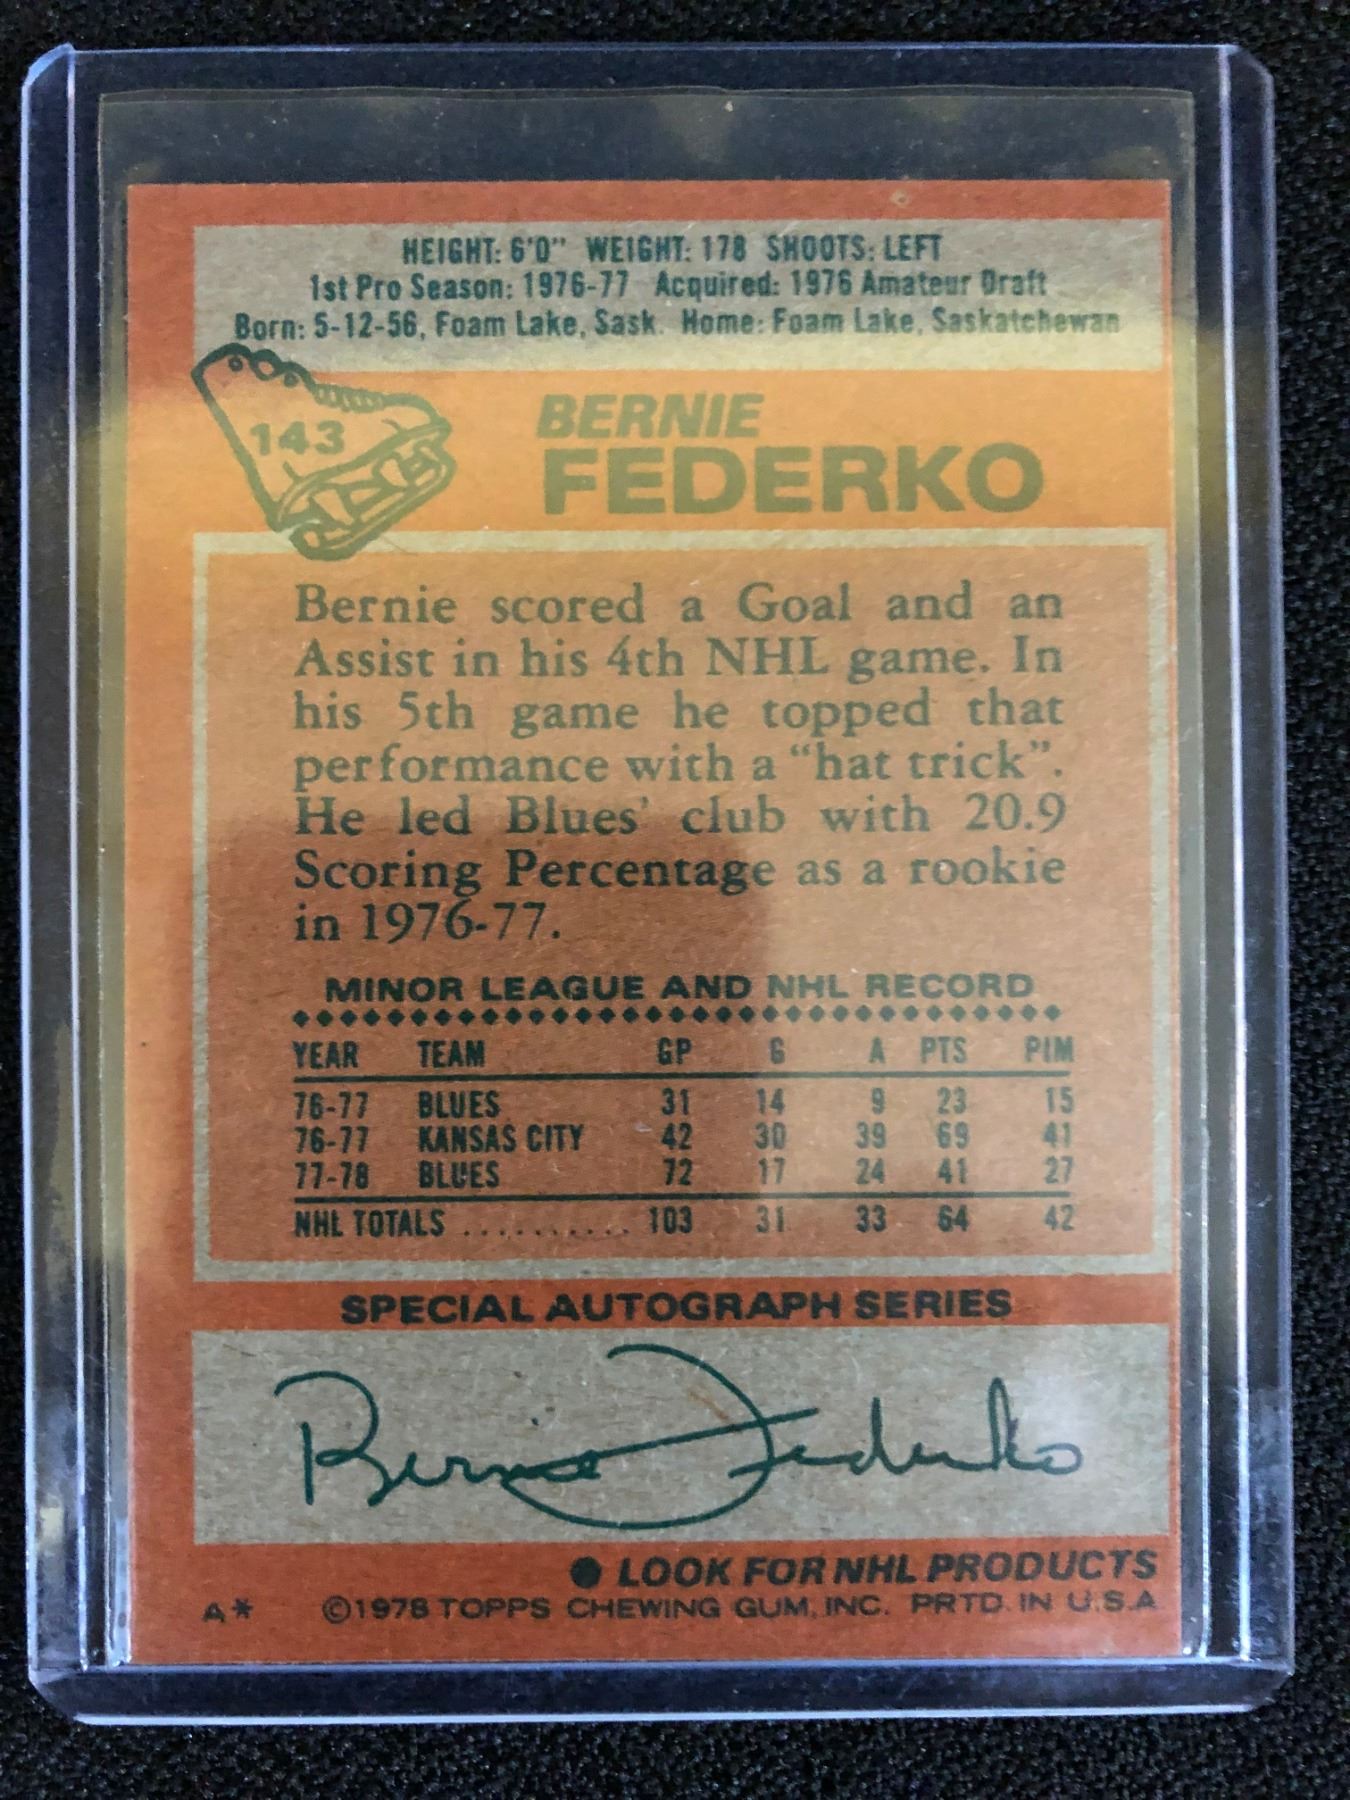 HEIGHT: 6'0" WEIGHT: 178 SHOOTS: LEFT
1st Pro Season: 1976-77 Acquired: 1976 Amateur Draft
Born: 5-12-56, Foam Lake, Sask. Home: Foam Lake, Saskatchewan
143
BERNIE
FEDERKO
Bernie scored a Goal and an
Assist in his 4th NHL game. In
his 5th game he topped that
performance with a “hat trick”.
He led Blues’ club with 20.9
Scoring Percentage as a rookie
in 1976-77.
MINOR LEAGUE AND NHL RECORD
YEAR TEAM GP G A PTS PIM
76-77 BLUES 31 14 9 23 15
76-77 KANSAS CITY 42 30 39 69 41
77-78 BLUES 72 17 24 41 27
NHL TOTALS .......... 103 31 33 64 42
SPECIAL AUTOGRAPH SERIES
Bernie Federko
● LOOK FOR NHL PRODUCTS
A* ©1978 TOPPS CHEWING GUM, INC. PRTD. IN U.S.A